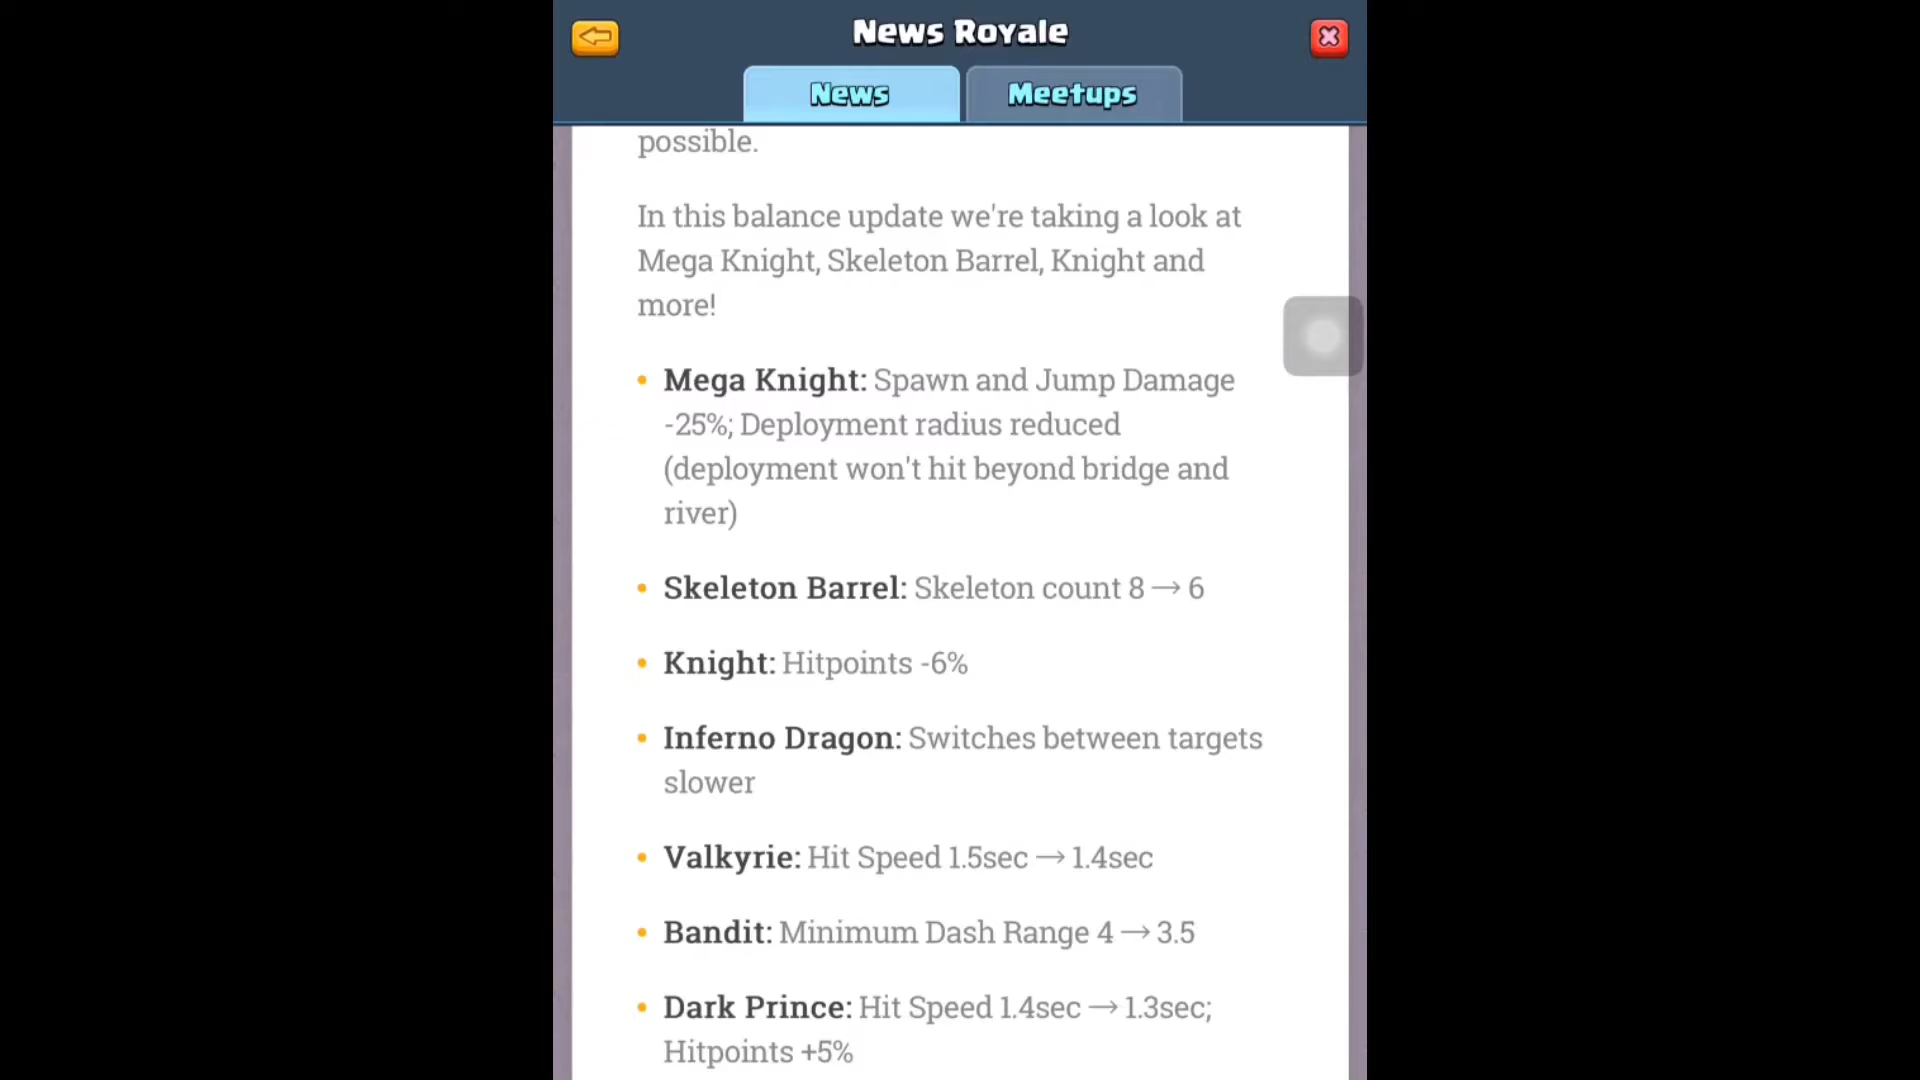 News Royale
News Meetups
possible.
In this balance update we're taking a look at
Mega Knight, Skeleton Barrel, Knight and
more!
• Mega Knight: Spawn and Jump Damage
-25%; Deployment radius reduced
(deployment won't hit beyond bridge and
river)
• Skeleton Barrel: Skeleton count 8 → 6
• Knight: Hitpoints -6%
• Inferno Dragon: Switches between targets
slower
• Valkyrie: Hit Speed 1.5sec → 1.4sec
• Bandit: Minimum Dash Range 4 → 3.5
• Dark Prince: Hit Speed 1.4sec → 1.3sec;
Hitpoints +5%